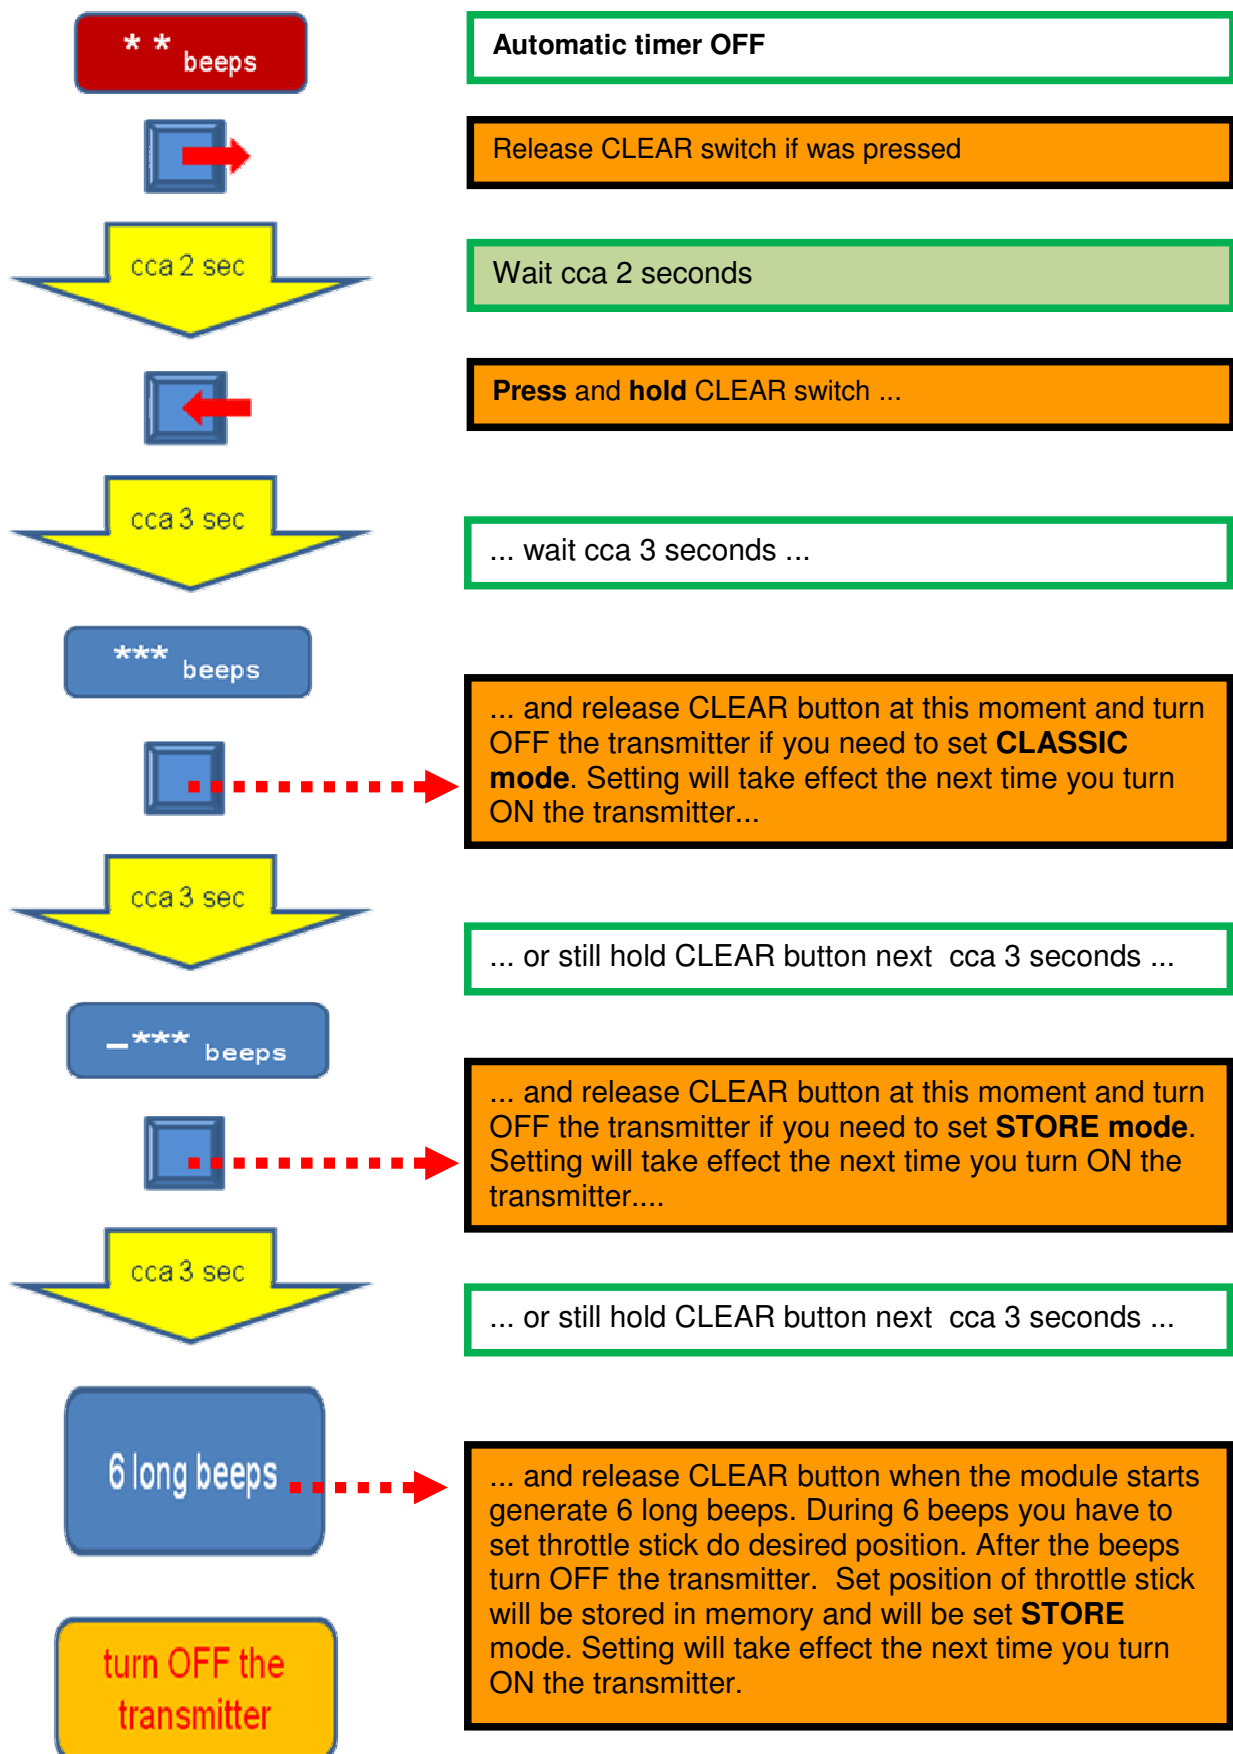 * * beeps
Automatic timer OFF
Release CLEAR switch if was pressed
cca 2 sec
Wait cca 2 seconds
Press and hold CLEAR switch ...
cca 3 sec
... wait cca 3 seconds ...
*** beeps
... and release CLEAR button at this moment and turn
OFF the transmitter if you need to set CLASSIC
mode. Setting will take effect the next time you turn
ON the transmitter...
cca 3 sec
... or still hold CLEAR button next  cca 3 seconds ...
–*** beeps
... and release CLEAR button at this moment and turn
OFF the transmitter if you need to set STORE mode.
Setting will take effect the next time you turn ON the
transmitter....
cca 3 sec
... or still hold CLEAR button next  cca 3 seconds ...
6 long beeps
... and release CLEAR button when the module starts
generate 6 long beeps. During 6 beeps you have to
set throttle stick do desired position. After the beeps
turn OFF the transmitter.  Set position of throttle stick
will be stored in memory and will be set STORE
mode. Setting will take effect the next time you turn
ON the transmitter.
turn OFF the
transmitter